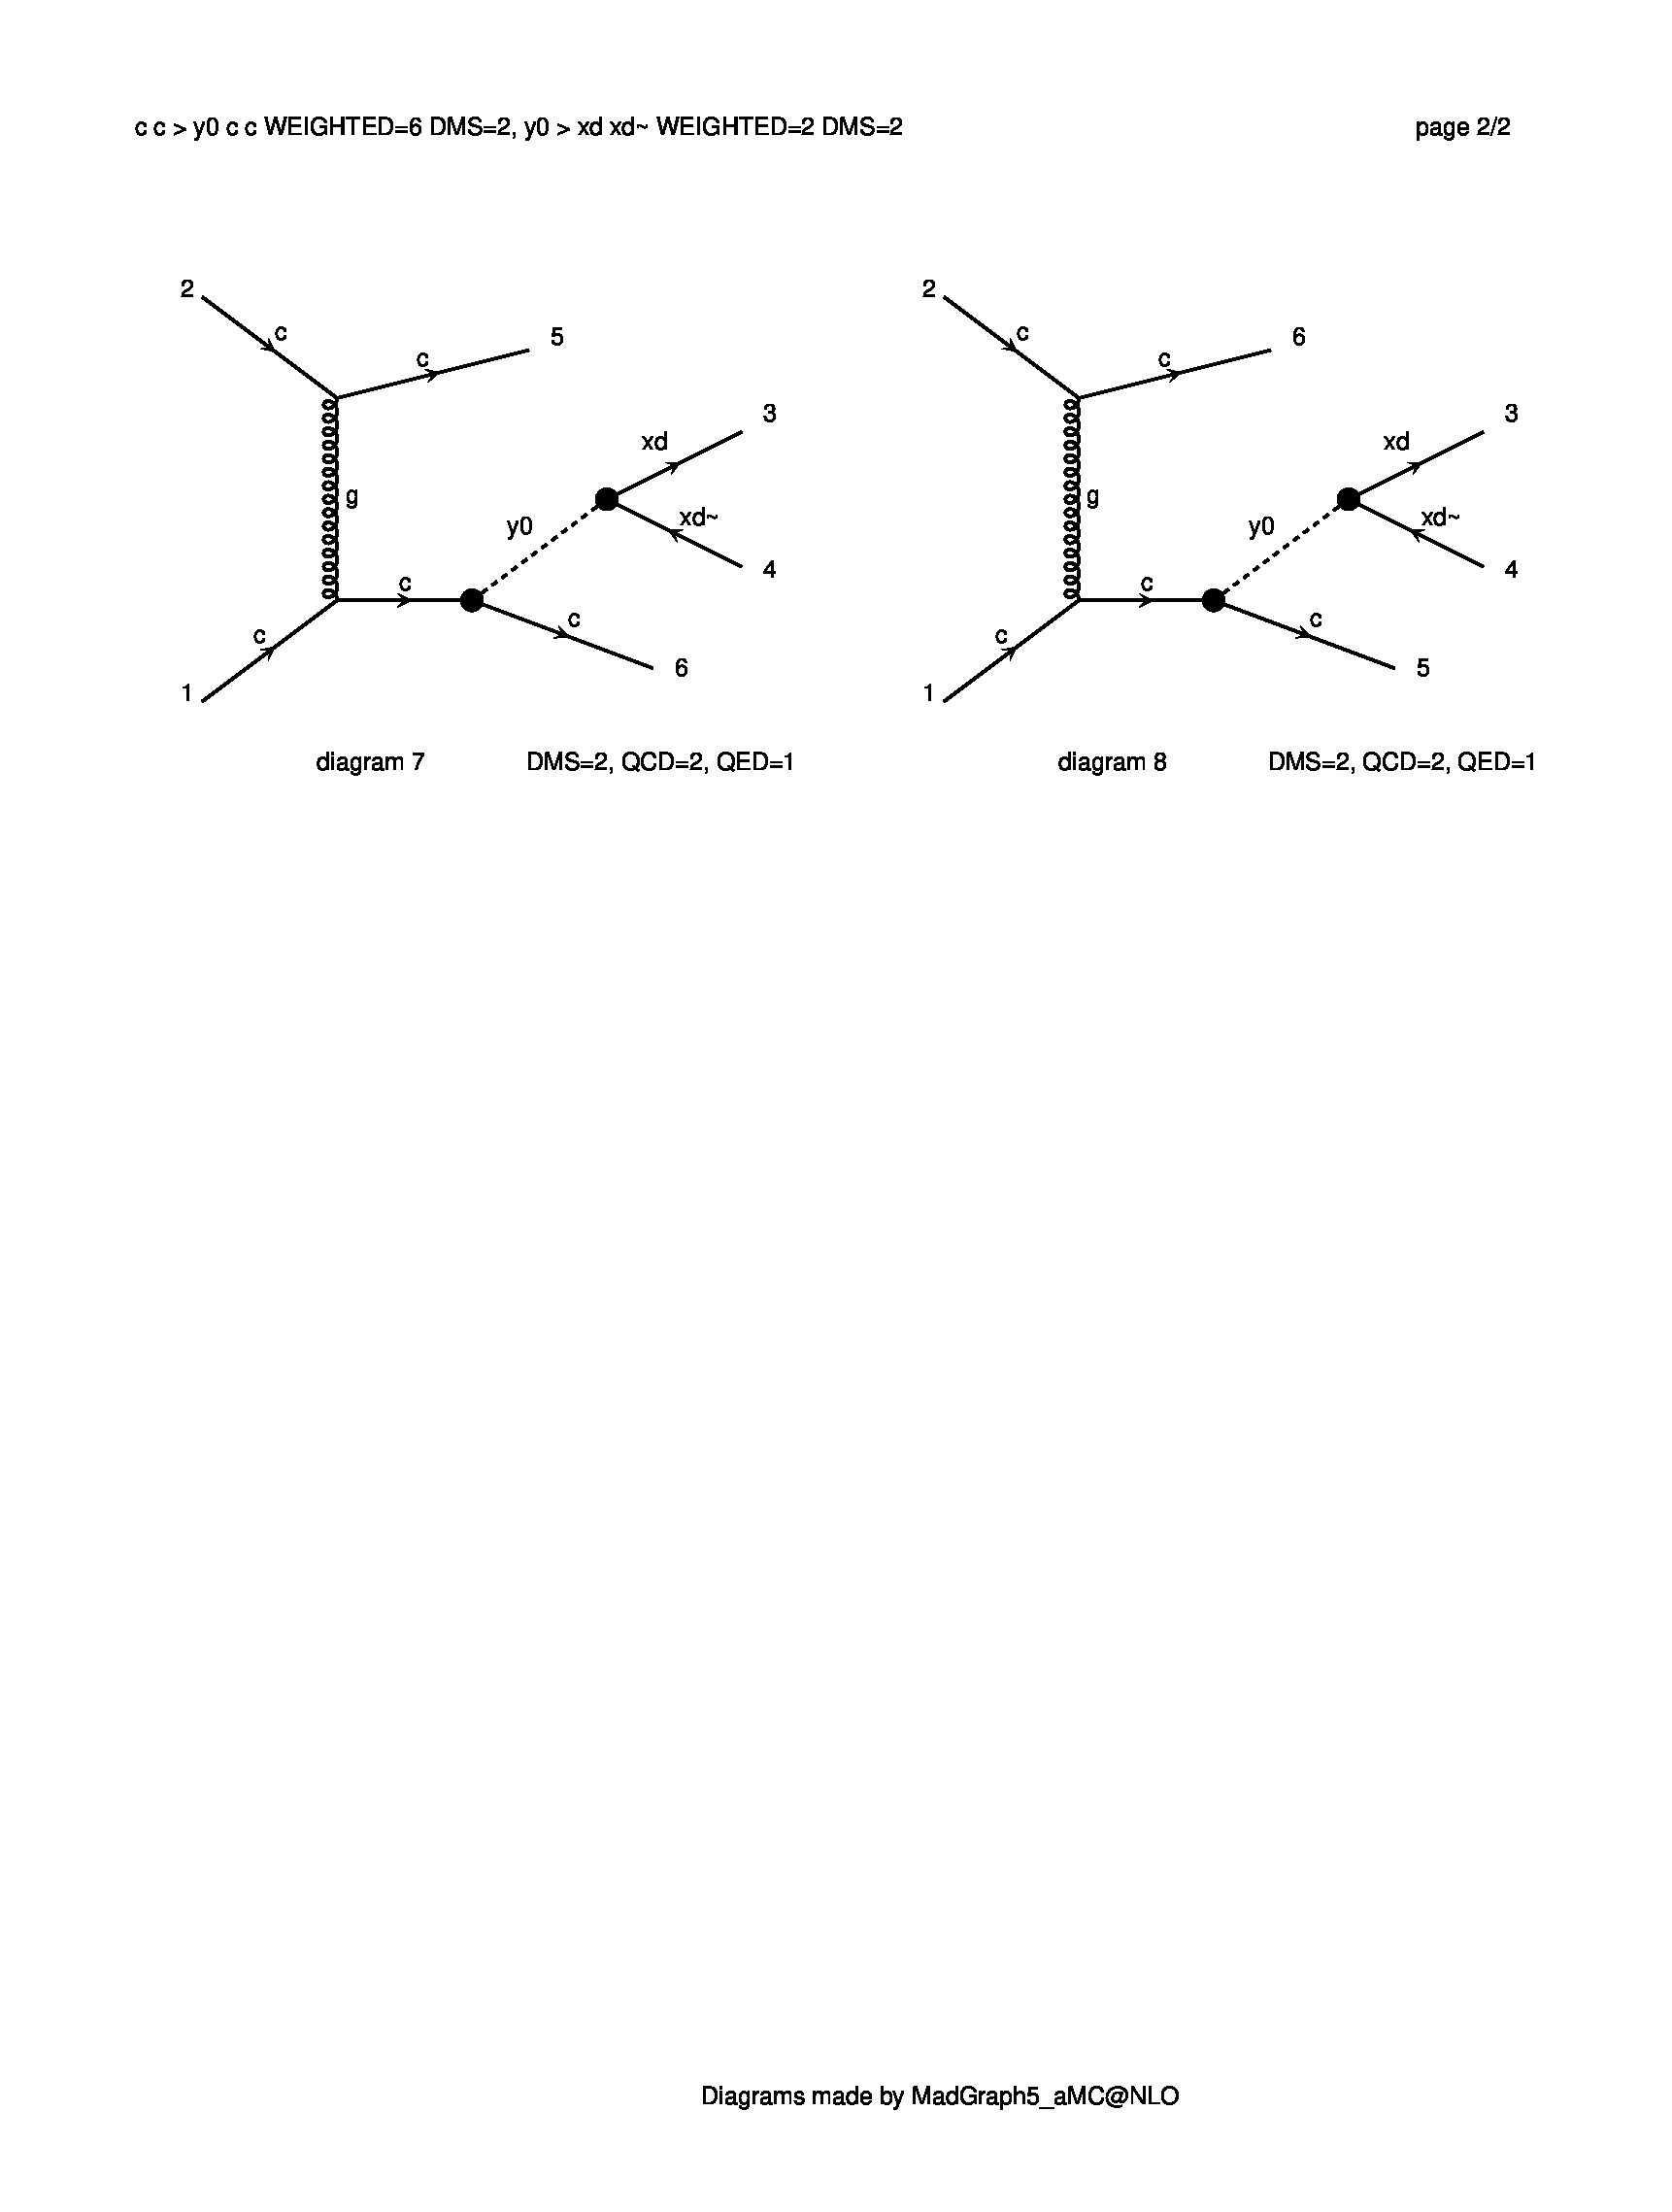 c c > y0 c c WEIGHTED=6 DMS=2, y0 > xd xd~ WEIGHTED=2 DMS=2 page 2/2
2
c
c
5
g
y0
xd
3
xd~
4
c
c
6
c
1
diagram 7 DMS=2, QCD=2, QED=1
2
c
c
6
g
y0
xd
3
xd~
4
c
c
5
c
1
diagram 8 DMS=2, QCD=2, QED=1
Diagrams made by MadGraph5_aMC@NLO